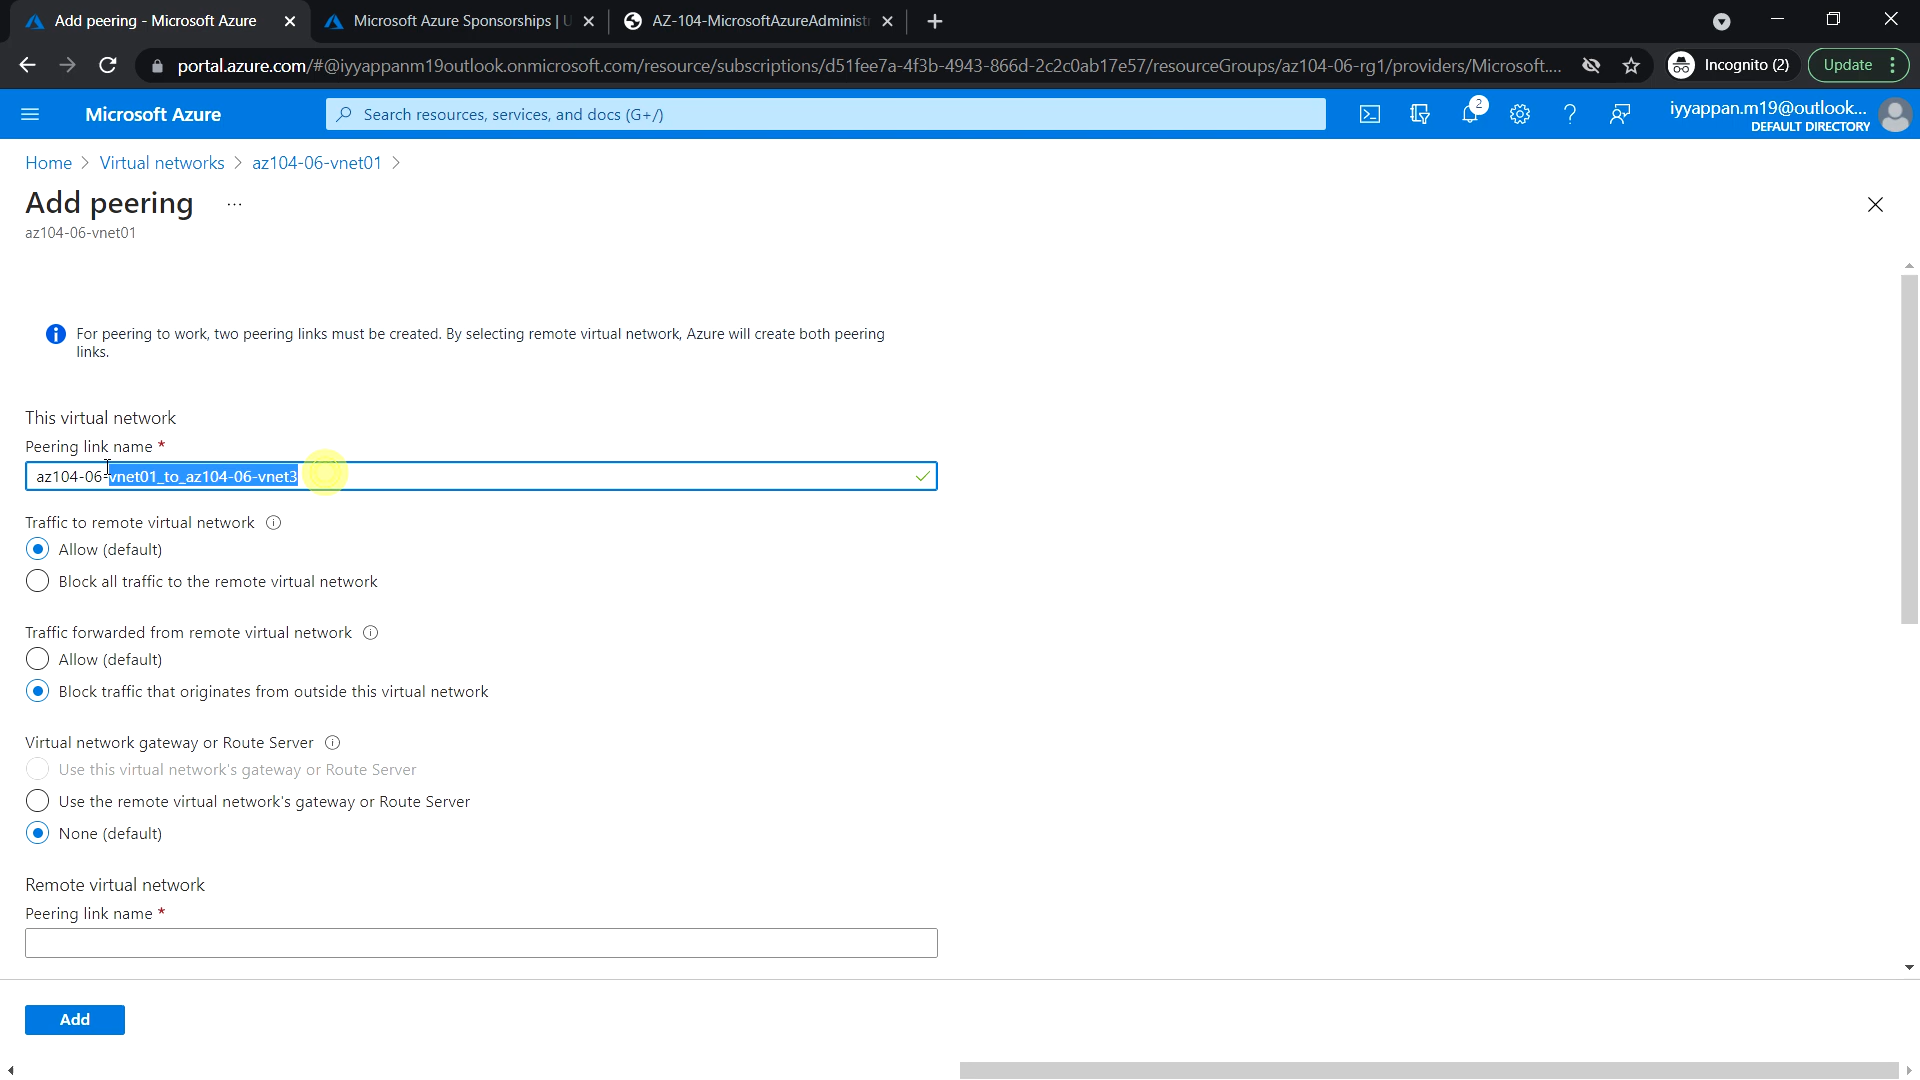 Add peering - Microsoft Azure
Microsoft Azure Sponsorships | U
AZ-104-MicrosoftAzureAdminist
portal.azure.com/#@iyyappanm19outlook.onmicrosoft.com/resource/subscriptions/d51fee7a-4f3b-4943-866d-2c2c0ab17e57/resourceGroups/az104-06-rg1/providers/Microsoft....
Incognito (2)
Update
Microsoft Azure
Search resources, services, and docs (G+/)
2
iyyappan.m19@outlook...
DEFAULT DIRECTORY
Home > Virtual networks > az104-06-vnet01 >
Add peering ...
az104-06-vnet01
For peering to work, two peering links must be created. By selecting remote virtual network, Azure will create both peering
links.
This virtual network
Peering link name *
az104-06-vnet01_to_az104-06-vnet3
Traffic to remote virtual network
Allow (default)
Block all traffic to the remote virtual network
Traffic forwarded from remote virtual network
Allow (default)
Block traffic that originates from outside this virtual network
Virtual network gateway or Route Server
Use this virtual network's gateway or Route Server
Use the remote virtual network's gateway or Route Server
None (default)
Remote virtual network
Peering link name *
Add